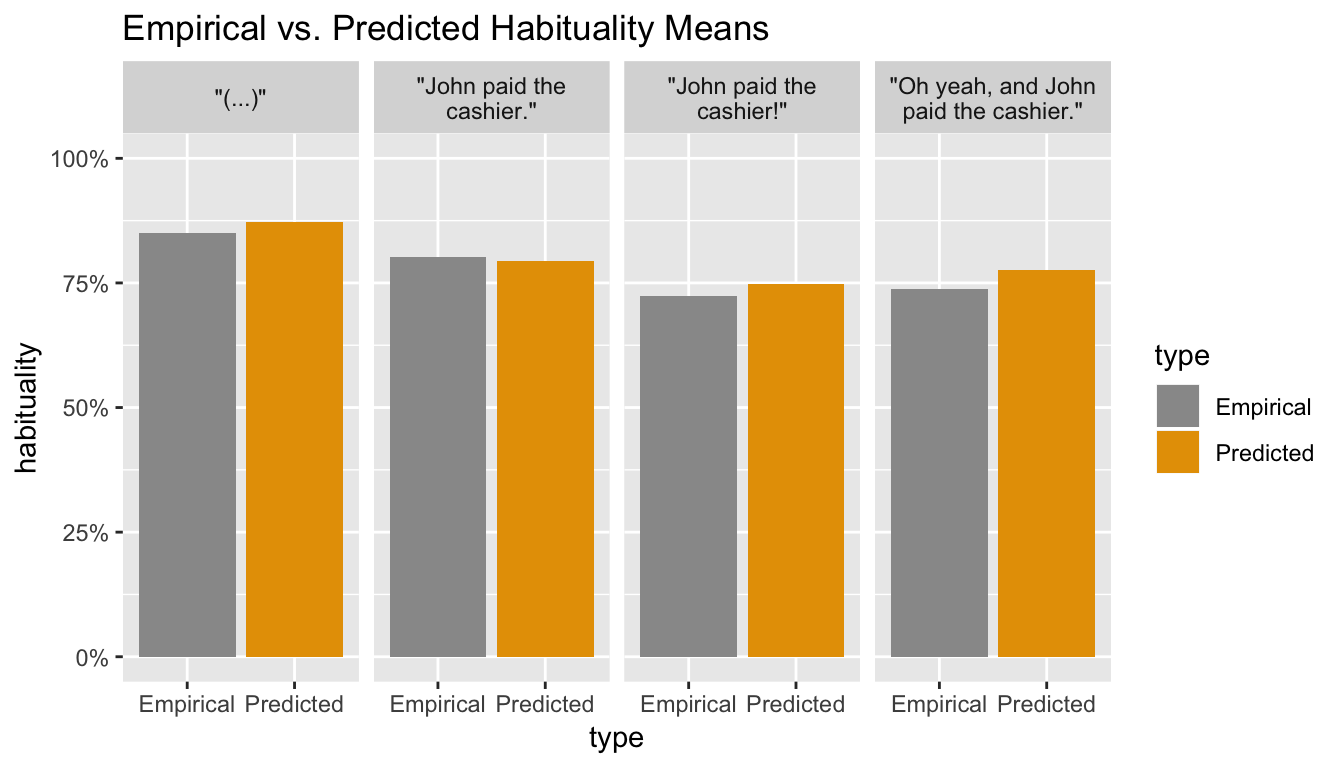 Empirical vs. Predicted Habituality Means
"(...)"
"John paid the
cashier."
"John paid the
cashier!"
"Oh yeah, and John
paid the cashier."
100%
75%
50%
25%
0%
habituality
Empirical Predicted
Empirical Predicted
Empirical Predicted
Empirical Predicted
type
type
Empirical
Predicted